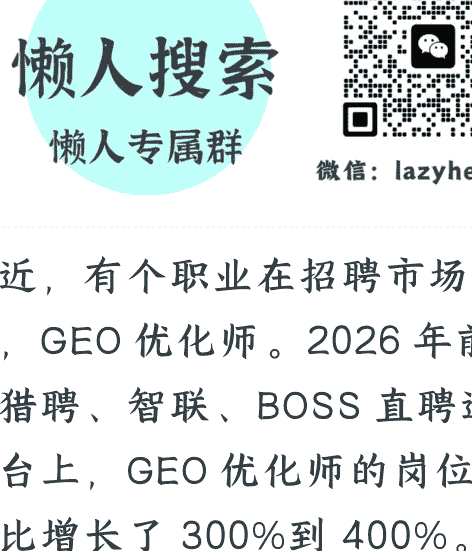 懒人搜索
懒人专属群
微信：lazyhe
近，有个职业在招聘市场
，GEO 优化师。2026 年前
猎聘、智联、BOSS 直聘
台上，GEO 优化师的岗位
比增长了 300%到 400%。